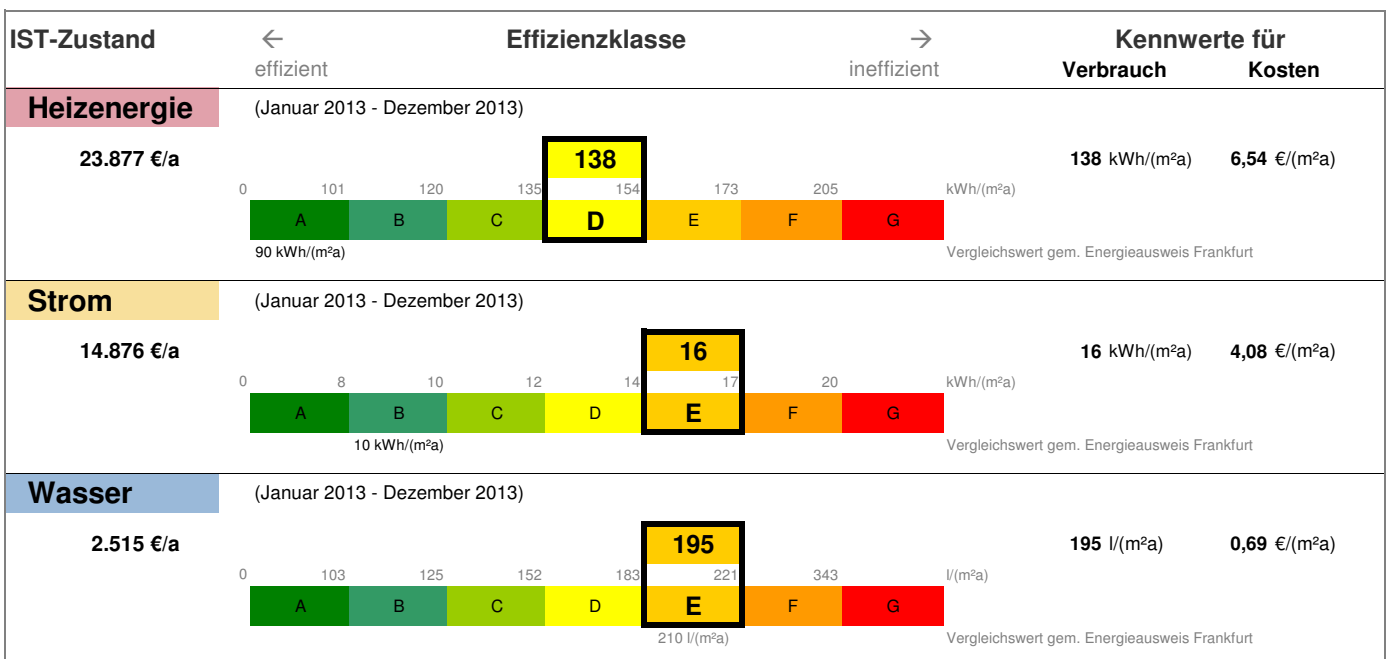 IST-Zustand ← Effizienzklasse → Kennwerte für
effizient ineffizient Verbrauch Kosten
Heizenergie (Januar 2013 - Dezember 2013)
23.877 €/a 138 138 kWh/(m²a) 6,54 €/(m²a)
0 101 120 135 154 173 205 kWh/(m²a)
A B C D E F G
90 kWh/(m²a) Vergleichswert gem. Energieausweis Frankfurt
Strom (Januar 2013 - Dezember 2013)
14.876 €/a 16 16 kWh/(m²a) 4,08 €/(m²a)
0 8 10 12 14 17 20 kWh/(m²a)
A B C D E F G
10 kWh/(m²a) Vergleichswert gem. Energieausweis Frankfurt
Wasser (Januar 2013 - Dezember 2013)
2.515 €/a 195 195 l/(m²a) 0,69 €/(m²a)
0 103 125 152 183 221 343 l/(m²a)
A B C D E F G
210 l/(m²a) Vergleichswert gem. Energieausweis Frankfurt